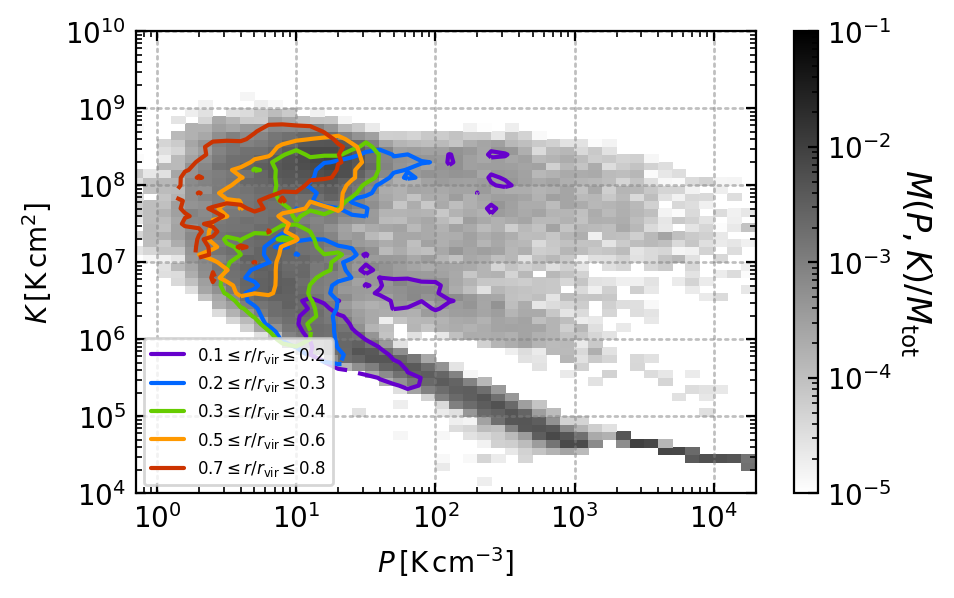 10^10
10^9
10^8
10^7
10^6
10^5
10^4
K [K cm^2]
0.1 ≤ r/r_vir ≤ 0.2
0.2 ≤ r/r_vir ≤ 0.3
0.3 ≤ r/r_vir ≤ 0.4
0.5 ≤ r/r_vir ≤ 0.6
0.7 ≤ r/r_vir ≤ 0.8
10^0 10^1 10^2 10^3 10^4
P [K cm^−3]
10^−1
10^−2
10^−3
10^−4
10^−5
M(P, K)/M_tot